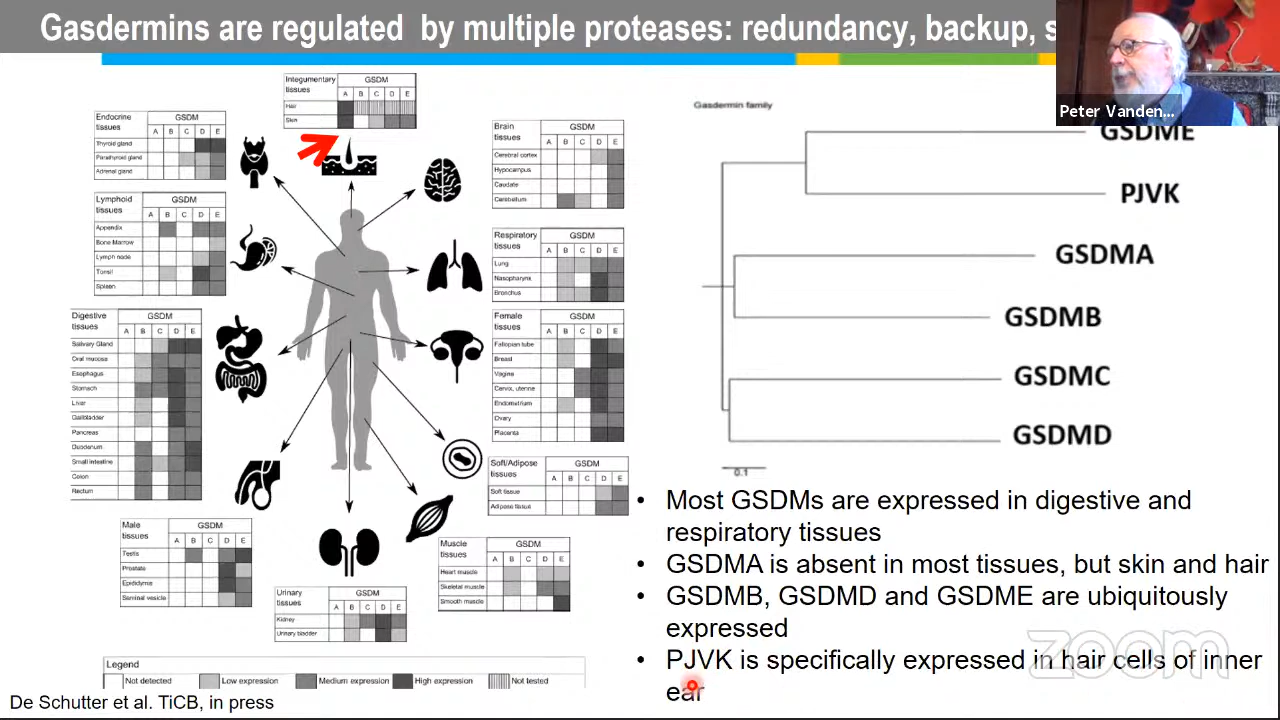 Gasdermins are regulated by multiple proteases: redundancy, backup, s
Peter Vanden...
Integumentary tissues GSDM
A B C D E
Hair
Skin
Endocrine tissues GSDM
A B C D E
Thyroid gland
Parathyroid gland
Adrenal gland
Lymphoid tissues GSDM
A B C D E
Appendix
Bone Marrow
Lymph node
Tonsil
Spleen
Digestive tissues GSDM
A B C D E
Salivary Gland
Oral mucosa
Esophagus
Stomach
Liver
Gallbladder
Pancreas
Duodenum
Small intestine
Colon
Rectum
Male tissues GSDM
A B C D E
Testis
Prostate
Epididymis
Seminal vesicle
Urinary tissues GSDM
A B C D E
Kidney
Urinary bladder
Brain tissues GSDM
A B C D E
Cerebral cortex
Hypocampus
Caudate
Cerebellum
Respiratory tissues GSDM
A B C D E
Lung
Nasopharynx
Bronchus
Female tissues GSDM
A B C D E
Fallopian tube
Breast
Vagina
Cervix, uterine
Endometrium
Ovary
Placenta
Soft/Adipose tissues GSDM
A B C D E
Soft tissue
Adipose tissue
Muscle tissues GSDM
A B C D E
Heart muscle
Skeletal muscle
Smooth muscle
Legend
Not detected Low expression Medium expression High expression Not tested
De Schutter et al. TiCB, in press
Gasdermin family
GSDME
PJVK
GSDMA
GSDMB
GSDMC
GSDMD
0.1
• Most GSDMs are expressed in digestive and
respiratory tissues
• GSDMA is absent in most tissues, but skin and hair
• GSDMB, GSDMD and GSDME are ubiquitously
expressed
• PJVK is specifically expressed in hair cells of inner
ear
zoom